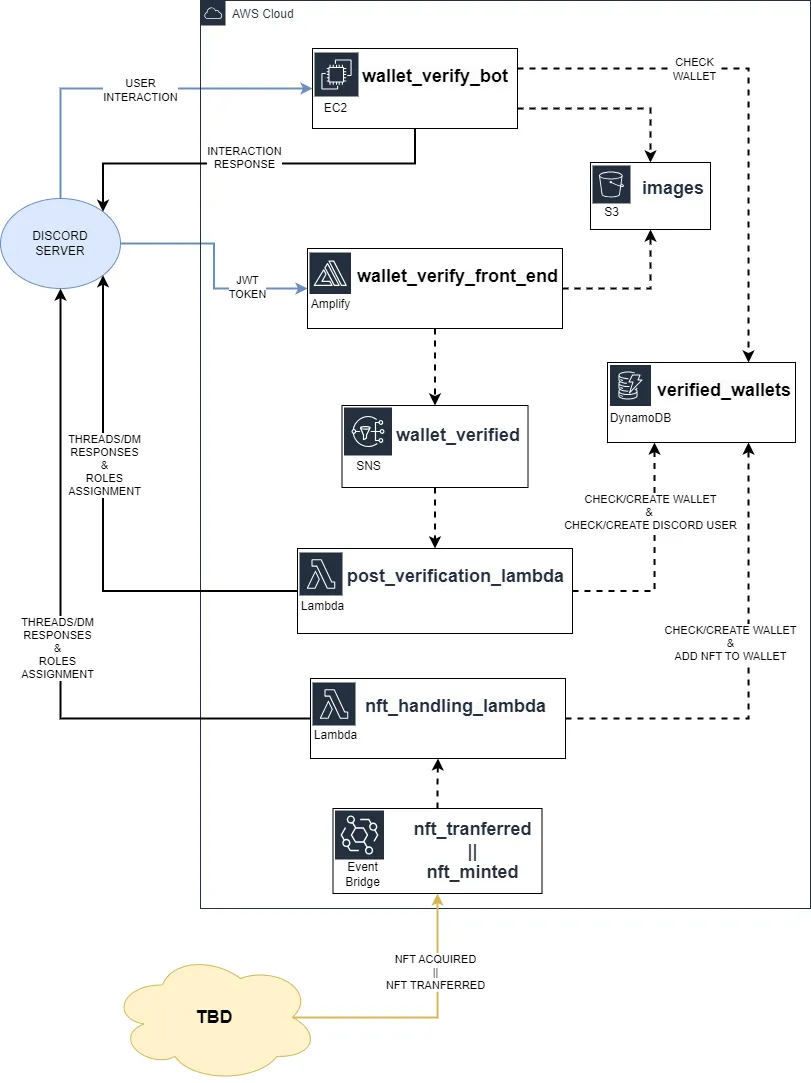 AWS Cloud
wallet_verify_bot
EC2
USER
INTERACTION
CHECK
WALLET
INTERACTION
RESPONSE
images
S3
DISCORD
SERVER
JWT
TOKEN
wallet_verify_front_end
Amplify
verified_wallets
DynamoDB
wallet_verified
SNS
THREADS/DM
RESPONSES
&
ROLES
ASSIGNMENT
CHECK/CREATE WALLET
&
CHECK/CREATE DISCORD USER
post_verification_lambda
Lambda
THREADS/DM
RESPONSES
&
ROLES
ASSIGNMENT
CHECK/CREATE WALLET
&
ADD NFT TO WALLET
nft_handling_lambda
Lambda
nft_tranferred
||
nft_minted
Event
Bridge
NFT ACQUIRED
||
NFT TRANFERRED
TBD